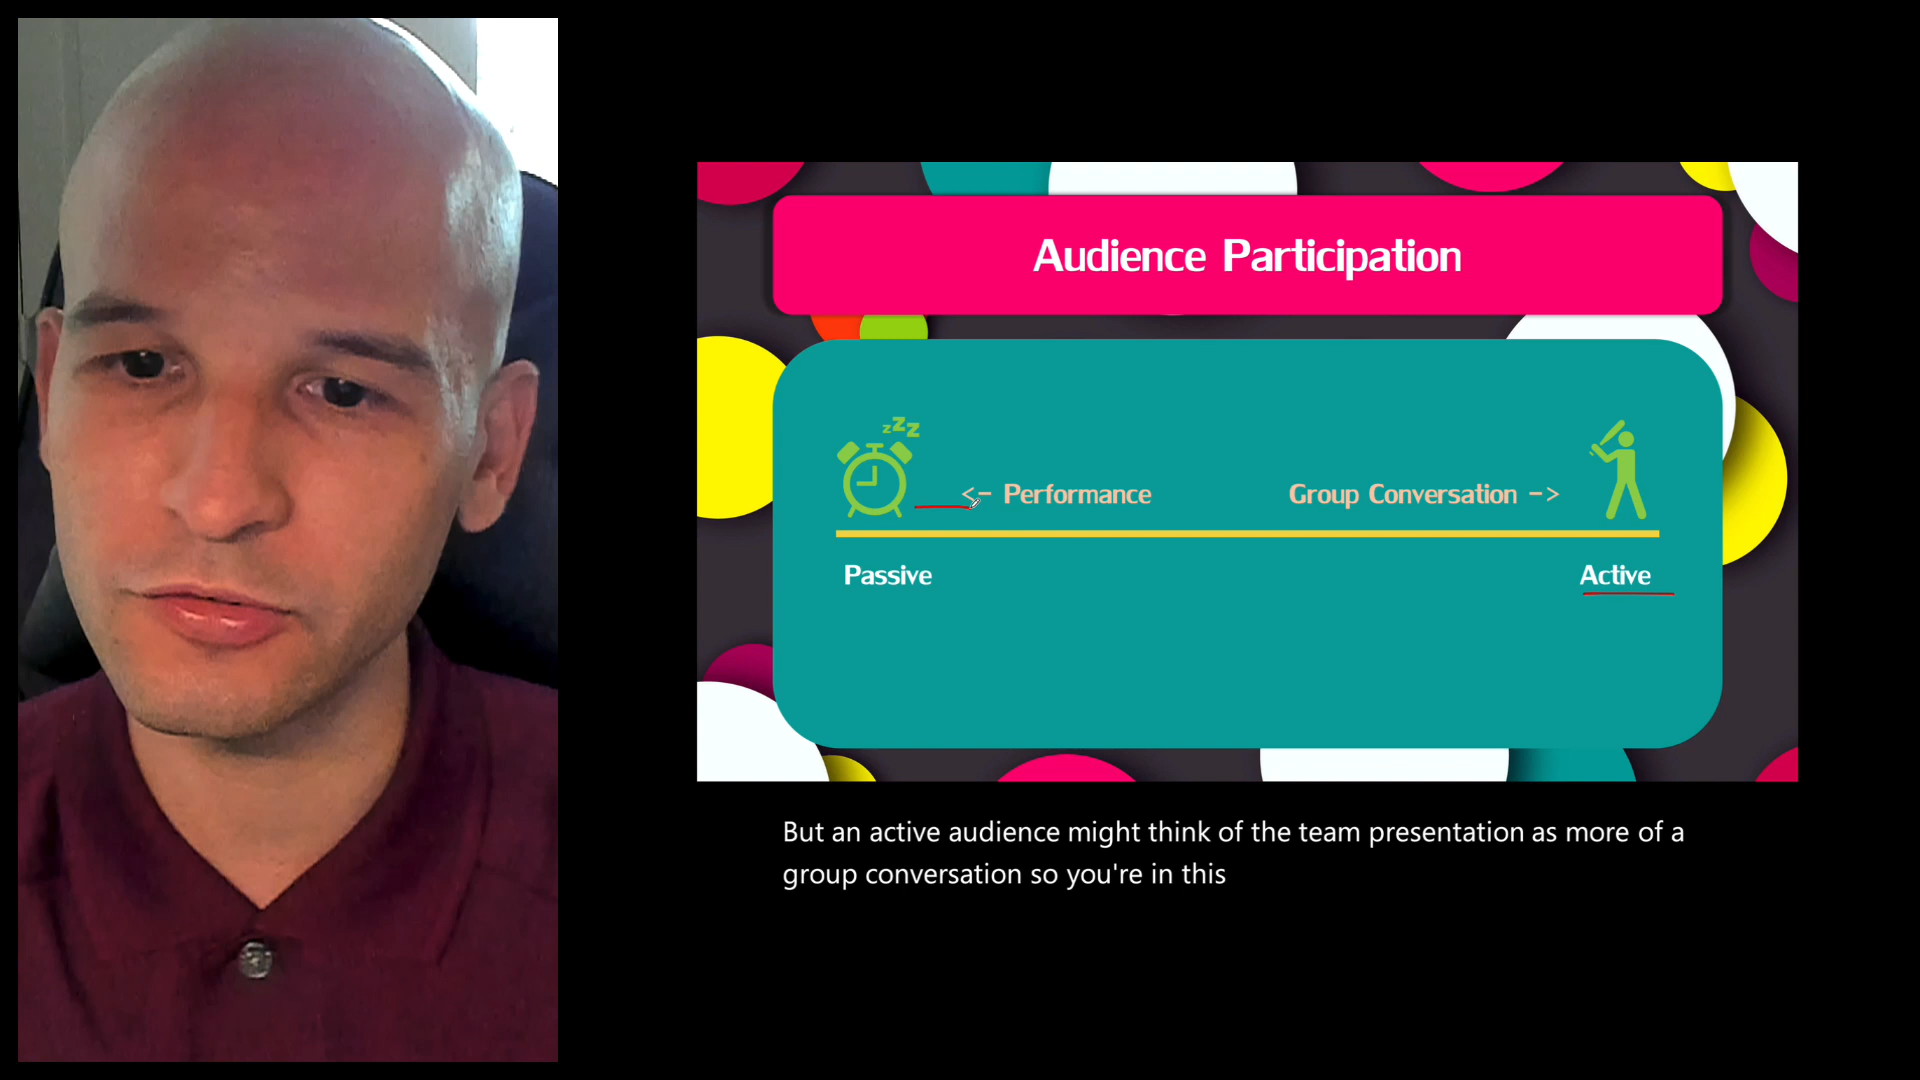 Audience Participation
zzz
<- Performance
Group Conversation ->
Passive
Active
But an active audience might think of the team presentation as more of a
group conversation so you're in this